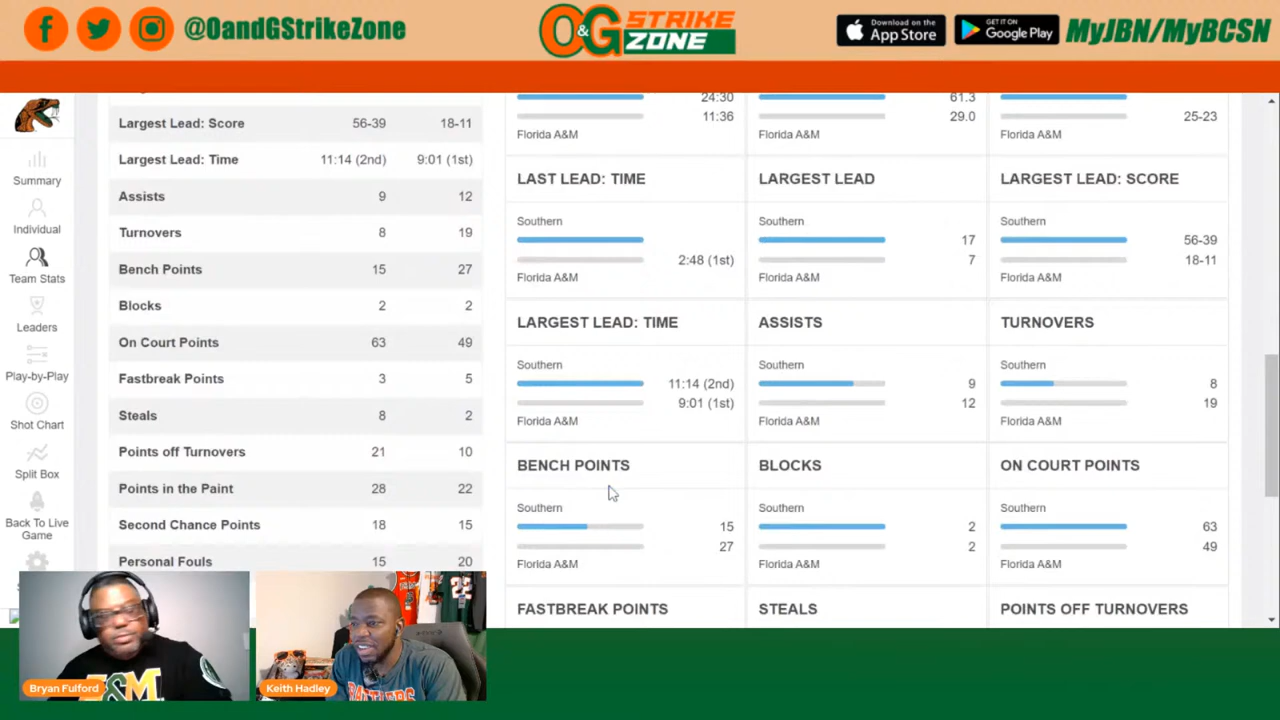 @OandGStrikeZone
O&G STRIKE ZONE
Download on the App Store
GET IT ON Google Play
MyJBN/MyBCSN
Summary
Individual
Team Stats
Leaders
Play-by-Play
Shot Chart
Split Box
Back To Live
Game
Largest Lead: Score 56-39 18-11
Largest Lead: Time 11:14 (2nd) 9:01 (1st)
Assists 9 12
Turnovers 8 19
Bench Points 15 27
Blocks 2 2
On Court Points 63 49
Fastbreak Points 3 5
Steals 8 2
Points off Turnovers 21 10
Points in the Paint 28 22
Second Chance Points 18 15
Personal Fouls 15 20
24:30
11:36
Florida A&M
61.3
29.0
Florida A&M
25-23
Florida A&M
LAST LEAD: TIME
Southern
2:48 (1st)
Florida A&M
LARGEST LEAD
Southern
17
7
Florida A&M
LARGEST LEAD: SCORE
Southern
56-39
18-11
Florida A&M
LARGEST LEAD: TIME
Southern
11:14 (2nd)
9:01 (1st)
Florida A&M
ASSISTS
Southern
9
12
Florida A&M
TURNOVERS
Southern
8
19
Florida A&M
BENCH POINTS
Southern
15
27
Florida A&M
BLOCKS
Southern
2
2
Florida A&M
ON COURT POINTS
Southern
63
49
Florida A&M
FASTBREAK POINTS
STEALS
POINTS OFF TURNOVERS
Bryan Fulford
Keith Hadley